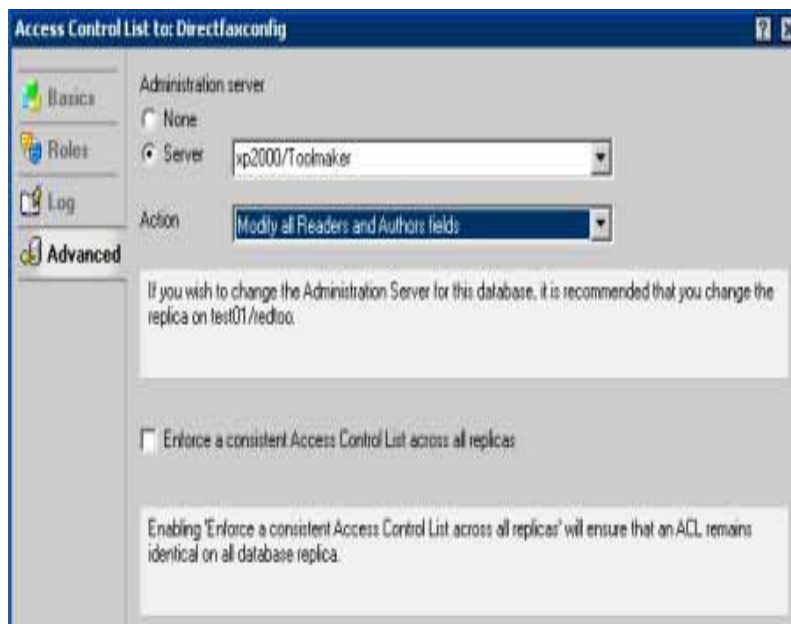 Access Control List to: Directfaxconfig
Basics
Roles
Log
Advanced
Administration server
None
Server
xp2000/Toolmaker
Action
Modify all Readers and Authors fields
If you wish to change the Administration Server for this database, it is recommended that you change the
replica on test01/redtoo.
Enforce a consistent Access Control List across all replicas
Enabling 'Enforce a consistent Access Control List across all replicas' will ensure that an ACL remains
identical on all database replica.